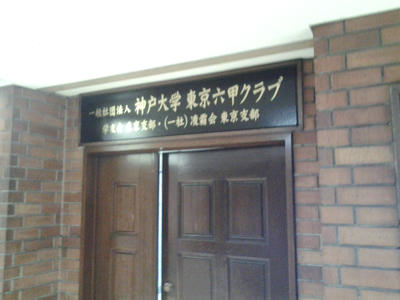 一般社団法人 神戸大学 東京六甲クラブ
学友会 東京支部・(一社)凌霜会 東京支部